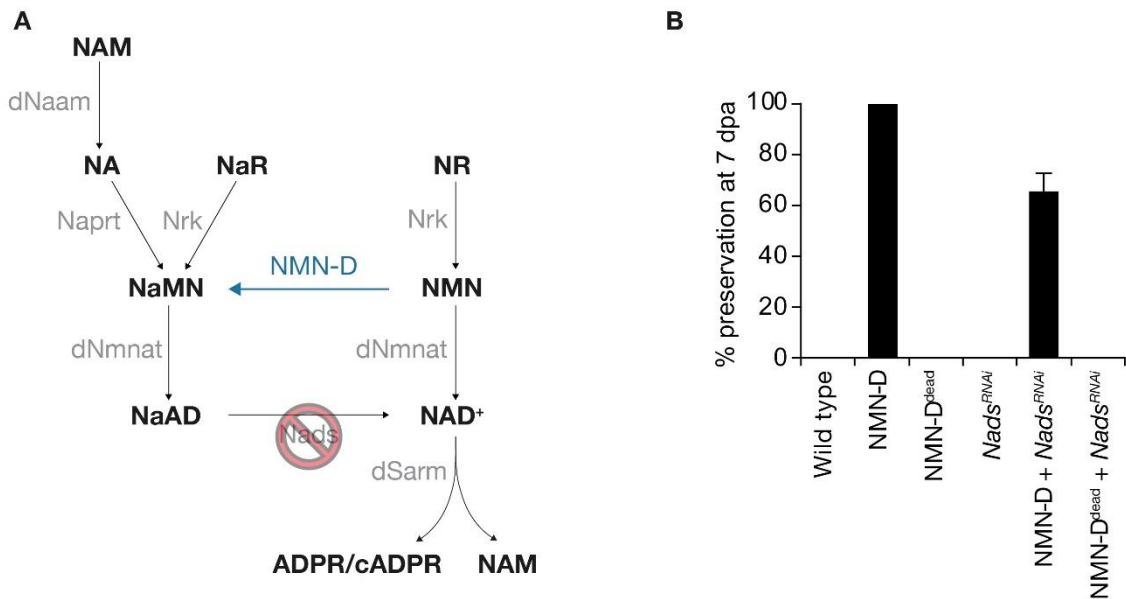 A
NAM
dNaam
NA NaR NR
Naprt Nrk Nrk
NMN-D
NaMN NMN
dNmnat dNmnat
NaAD NAD⁺
Nads
dSarm
ADPR/cADPR NAM
B
% preservation at 7 dpa
100
80
60
40
20
0
Wild type
NMN-D
NMN-Dᵈᵉᵃᵈ
Nadsᴿᴺᴬⁱ
NMN-D + Nadsᴿᴺᴬⁱ
NMN-Dᵈᵉᵃᵈ + Nadsᴿᴺᴬⁱ